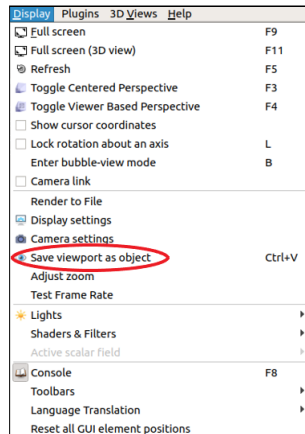 Display Plugins 3D Views Help
Full screen F9
Full screen (3D view) F11
Refresh F5
Toggle Centered Perspective F3
Toggle Viewer Based Perspective F4
Show cursor coordinates
Lock rotation about an axis L
Enter bubble-view mode B
Camera link
Render to File
Display settings
Camera settings
Save viewport as object Ctrl+V
Adjust zoom
Test Frame Rate
Lights
Shaders & Filters
Active scalar field
Console F8
Toolbars
Language Translation
Reset all GUI element positions